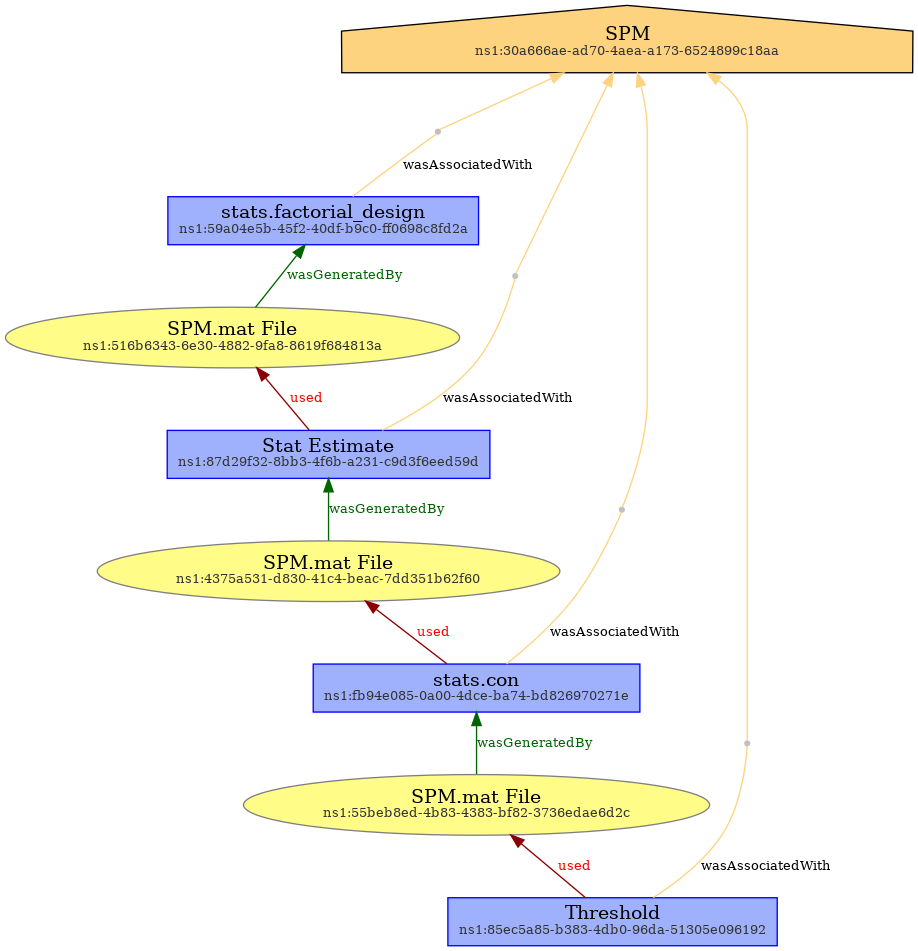 SPM
ns1:30a666ae-ad70-4aea-a173-6524899c18aa
wasAssociatedWith
stats.factorial_design
ns1:59a04e5b-45f2-40df-b9c0-ff0698c8fd2a
wasGeneratedBy
SPM.mat File
ns1:516b6343-6e30-4882-9fa8-8619f684813a
used
wasAssociatedWith
Stat Estimate
ns1:87d29f32-8bb3-4f6b-a231-c9d3f6eed59d
wasGeneratedBy
SPM.mat File
ns1:4375a531-d830-41c4-beac-7dd351b62f60
used
wasAssociatedWith
stats.con
ns1:fb94e085-0a00-4dce-ba74-bd826970271e
wasGeneratedBy
SPM.mat File
ns1:55beb8ed-4b83-4383-bf82-3736edae6d2c
used
wasAssociatedWith
Threshold
ns1:85ec5a85-b383-4db0-96da-51305e096192